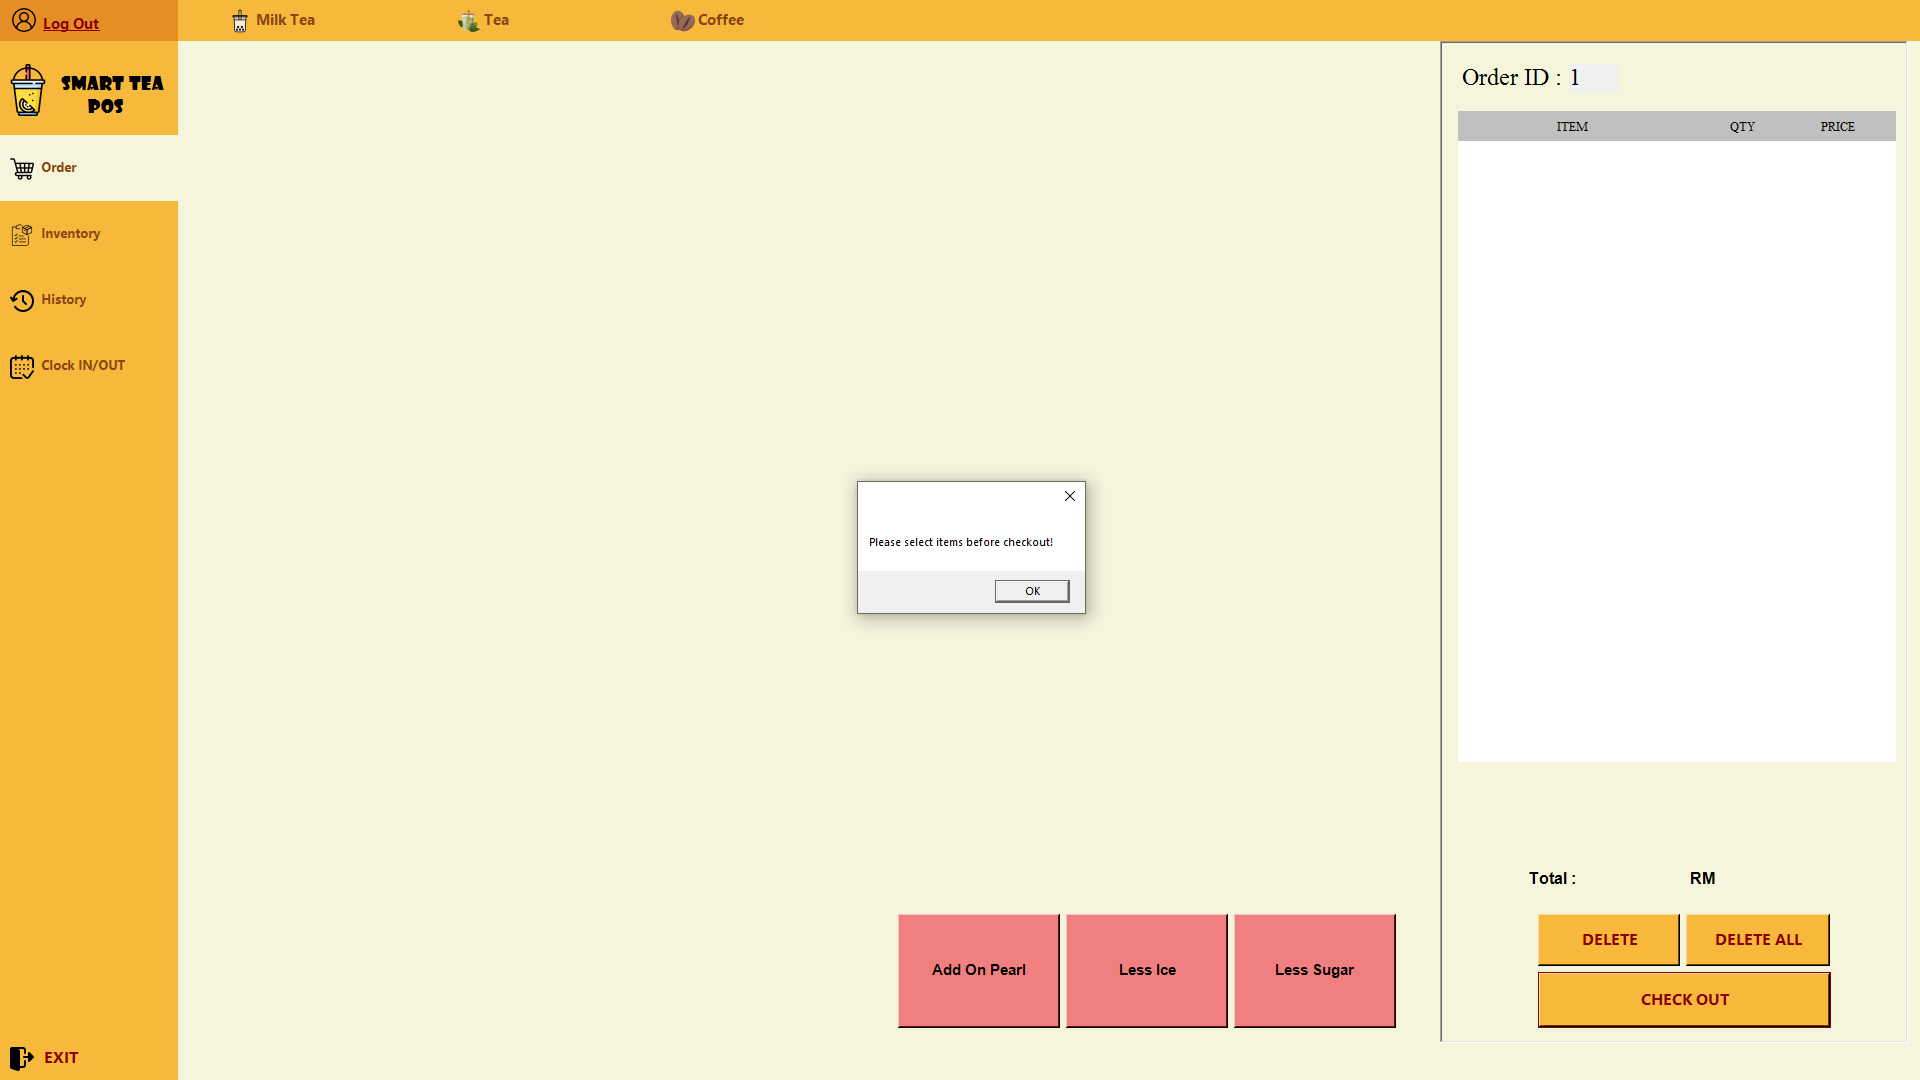 Log Out
Milk Tea
Tea
Coffee
SMART TEA
POS
Order
Inventory
History
Clock IN/OUT
EXIT
Please select items before checkout!
OK
Add On Pearl
Less Ice
Less Sugar
Order ID : 1
ITEM QTY PRICE
Total : RM
DELETE
DELETE ALL
CHECK OUT